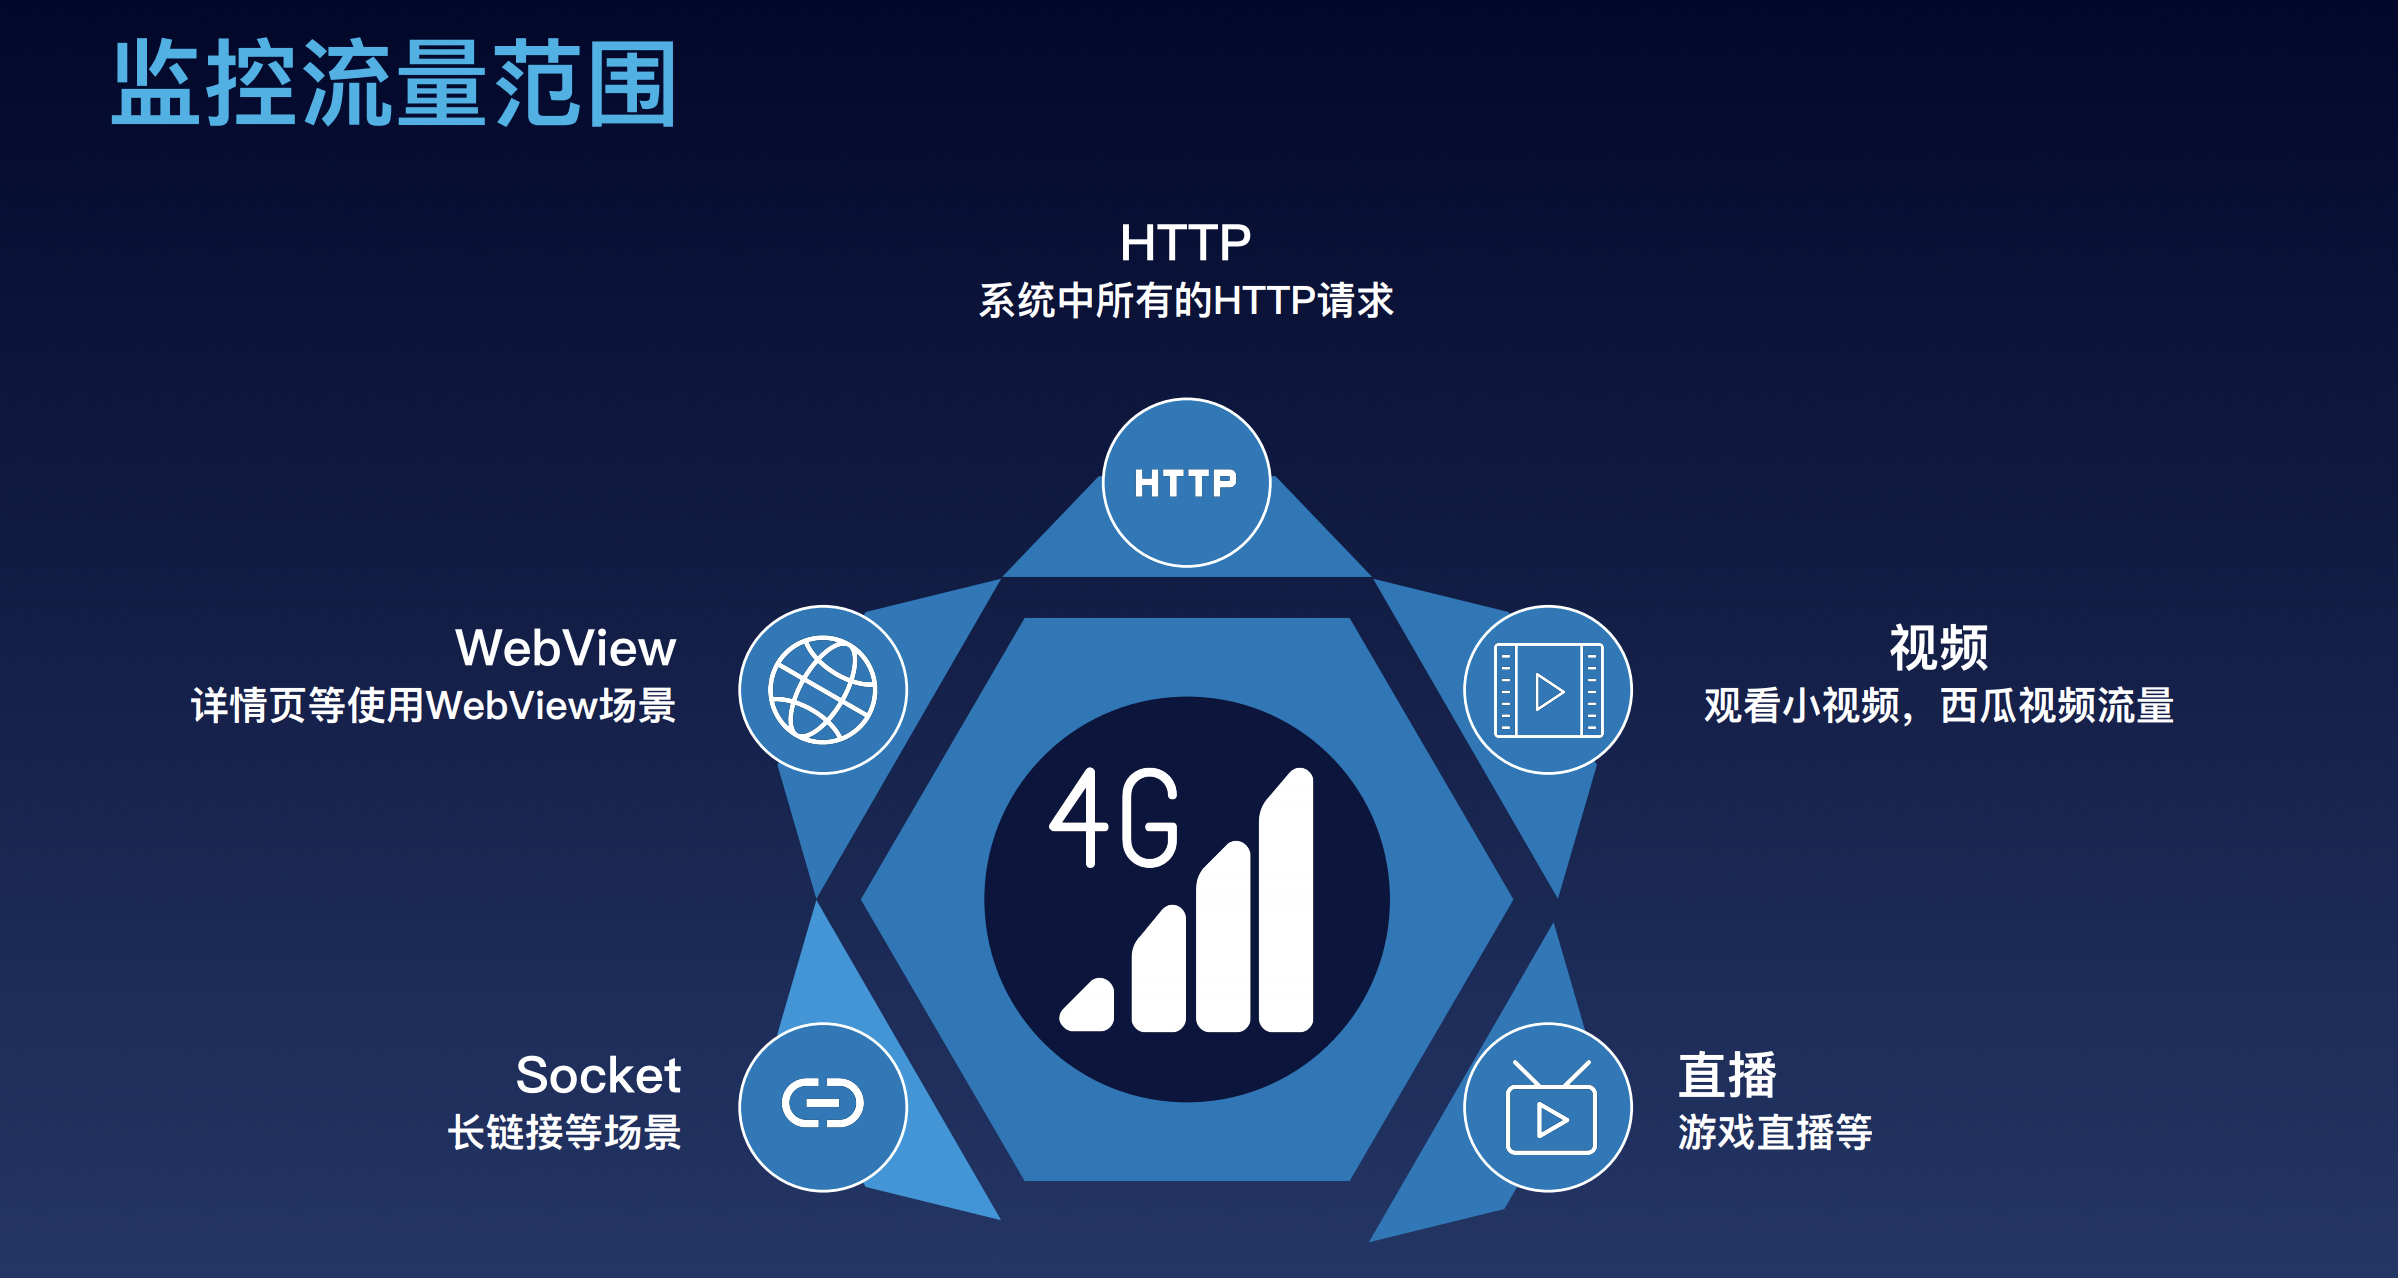 监控流量范围
HTTP
系统中所有的HTTP请求
HTTP
WebView
详情页等使用WebView场景
视频
观看小视频，西瓜视频流量
4G
Socket
长链接等场景
直播
游戏直播等